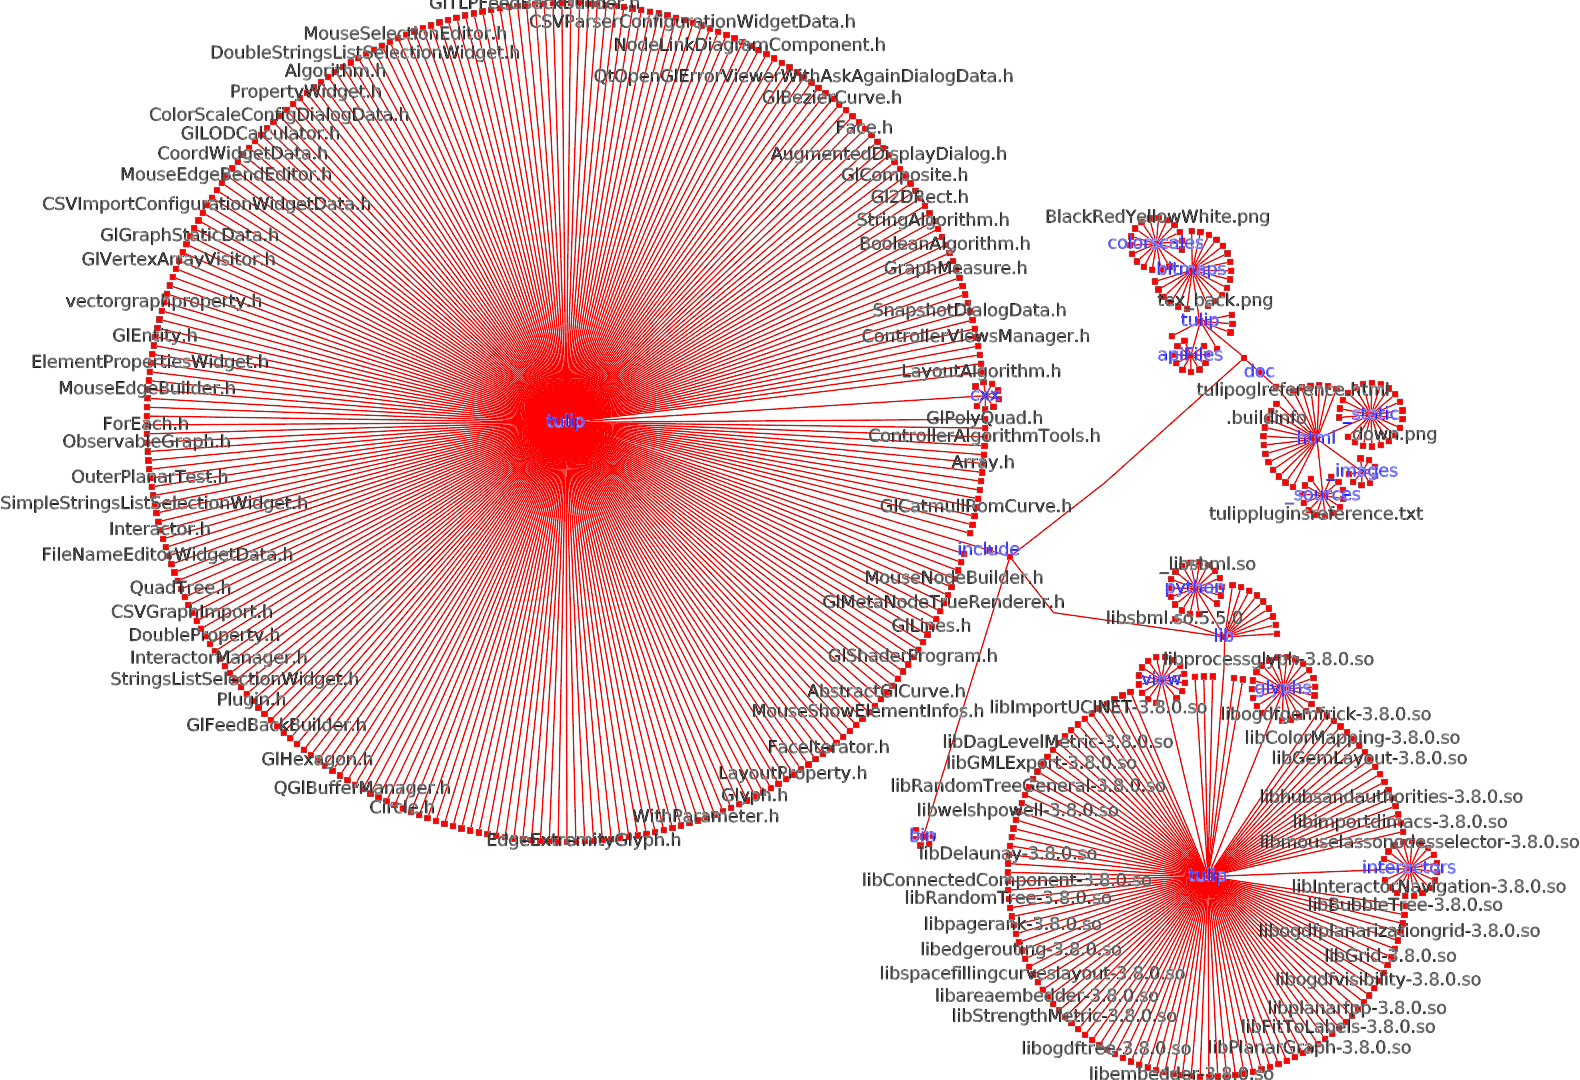 GlTLPFeedBackBuilder.h
CSVParserConfigurationWidgetData.h
MouseSelectionEditor.h
NodeLinkDiagramComponent.h
DoubleStringsListSelectionWidget.h
Algorithm.h
QtOpenGlErrorViewerWithAskAgainDialogData.h
PropertyWidget.h
GlBezierCurve.h
ColorScaleConfigDialogData.h
Face.h
GlLODCalculator.h
CoordWidgetData.h
AugmentedDisplayDialog.h
MouseEdgeBendEditor.h
GlComposite.h
Gl2DRect.h
CSVImportConfigurationWidgetData.h
StringAlgorithm.h
GlGraphStaticData.h
BooleanAlgorithm.h
GlVertexArrayVisitor.h
GraphMeasure.h
vectorgraphproperty.h
SnapshotDialogData.h
GlEntity.h
ControllerViewsManager.h
ElementPropertiesWidget.h
LayoutAlgorithm.h
MouseEdgeBuilder.h
cxx
ForEach.h
tulip
GlPolyQuad.h
ObservableGraph.h
ControllerAlgorithmTools.h
Array.h
OuterPlanarTest.h
SimpleStringsListSelectionWidget.h
GlCatmullRomCurve.h
Interactor.h
FileNameEditorWidgetData.h
include
QuadTree.h
MouseNodeBuilder.h
CSVGraphImport.h
GlMetaNodeTrueRenderer.h
DoubleProperty.h
GlLines.h
InteractorManager.h
GlShaderProgram.h
StringsListSelectionWidget.h
Plugin.h
AbstractGlCurve.h
GlFeedBackBuilder.h
MouseShowElementInfos.h
GlHexagon.h
FaceIterator.h
QGlBufferManager.h
LayoutProperty.h
Circle.h
Glyph.h
WithParameter.h
EdgeExtremityGlyph.h
BlackRedYellowWhite.png
colorscales
bitmaps
tex_back.png
tulip
apiFiles
doc
tulipoglreference.html
.buildinfo
_static
html
down.png
_images
_sources
tulippluginsreference.txt
_libsbml.so
python
libsbml.so.5.5.0
lib
libprocessglyph-3.8.0.so
view
glyphs
libImportUCINET-3.8.0.so
libogdfgemfrick-3.8.0.so
libDagLevelMetric-3.8.0.so
libColorMapping-3.8.0.so
libGMLExport-3.8.0.so
libGemLayout-3.8.0.so
libRandomTreeGeneral-3.8.0.so
libhubsandauthorities-3.8.0.so
libwelshpowell-3.8.0.so
libimportdimacs-3.8.0.so
bin
libmouselassonodesselector-3.8.0.so
libDelaunay-3.8.0.so
interactors
tulip
libConnectedComponent-3.8.0.so
libInteractorNavigation-3.8.0.so
libRandomTree-3.8.0.so
libBubbleTree-3.8.0.so
libpagerank-3.8.0.so
libogdfplanarizationgrid-3.8.0.so
libedgerouting-3.8.0.so
libGrid-3.8.0.so
libspacefillingcurveslayout-3.8.0.so
libogdfvisibility-3.8.0.so
libareaembedder-3.8.0.so
libplanarfpp-3.8.0.so
libStrengthMetric-3.8.0.so
libFitToLabels-3.8.0.so
libogdftree-3.8.0.so
libPlanarGraph-3.8.0.so
libembedder-3.8.0.so